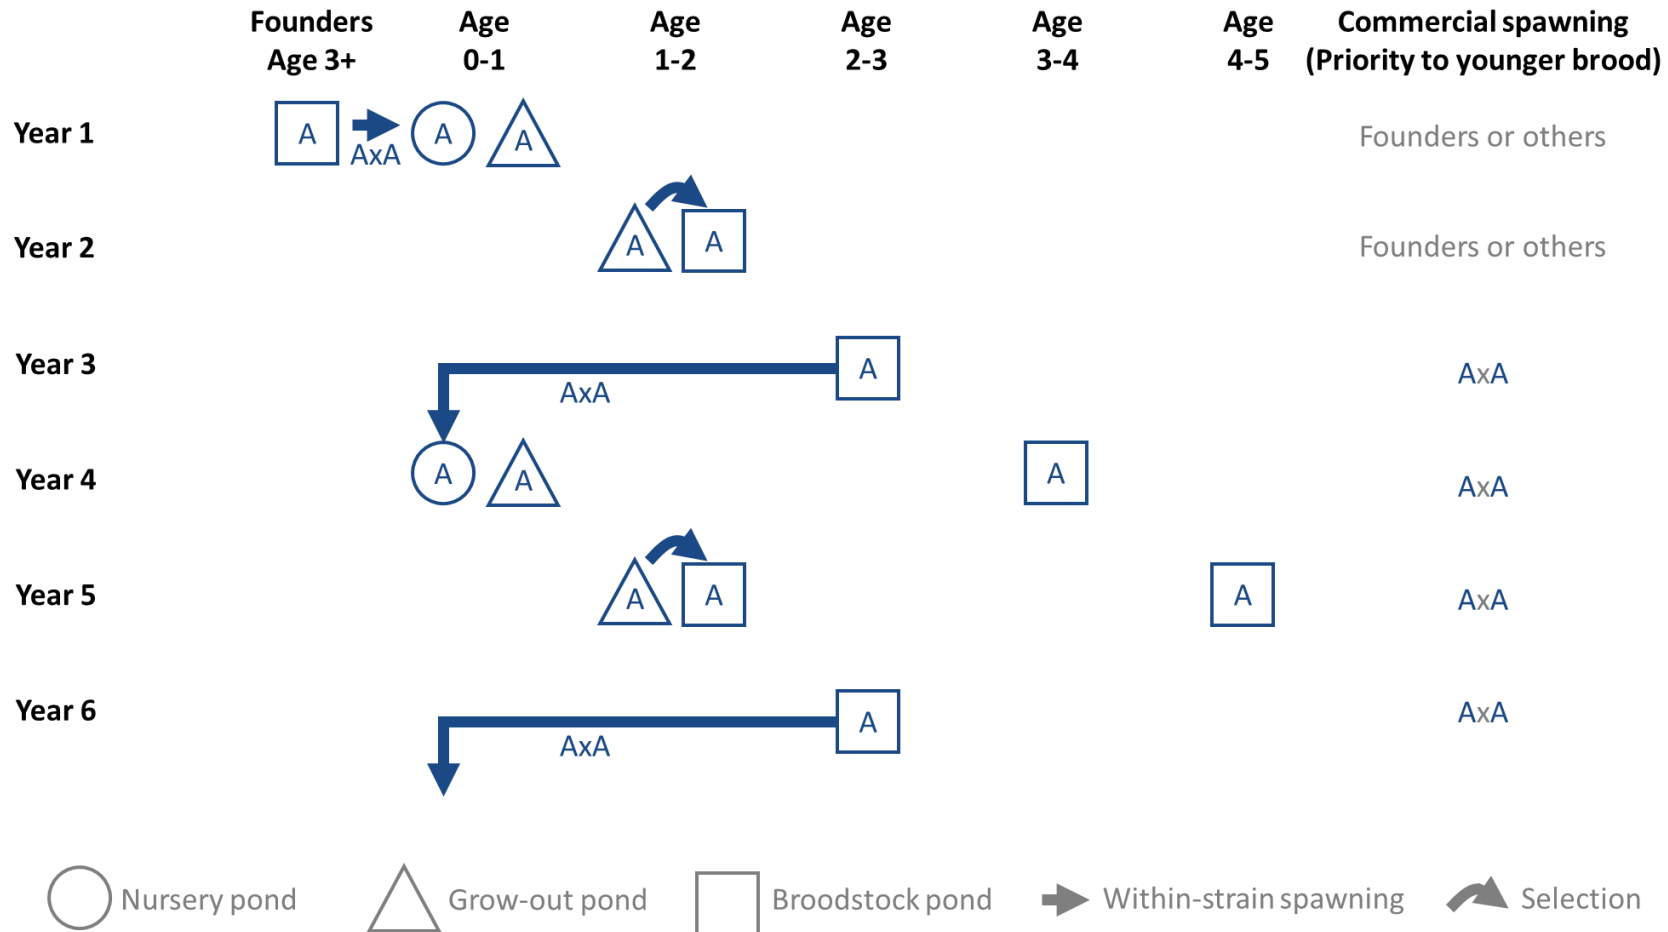 Founders Age Age Age Age Age Commercial spawning
Age 3+ 0-1 1-2 2-3 3-4 4-5 (Priority to younger brood)
Year 1 A AxA A A Founders or others
Year 2 A A Founders or others
Year 3 AxA A AxA
Year 4 A A A AxA
Year 5 A A A AxA
Year 6 AxA A AxA
Nursery pond Grow-out pond Broodstock pond Within-strain spawning Selection